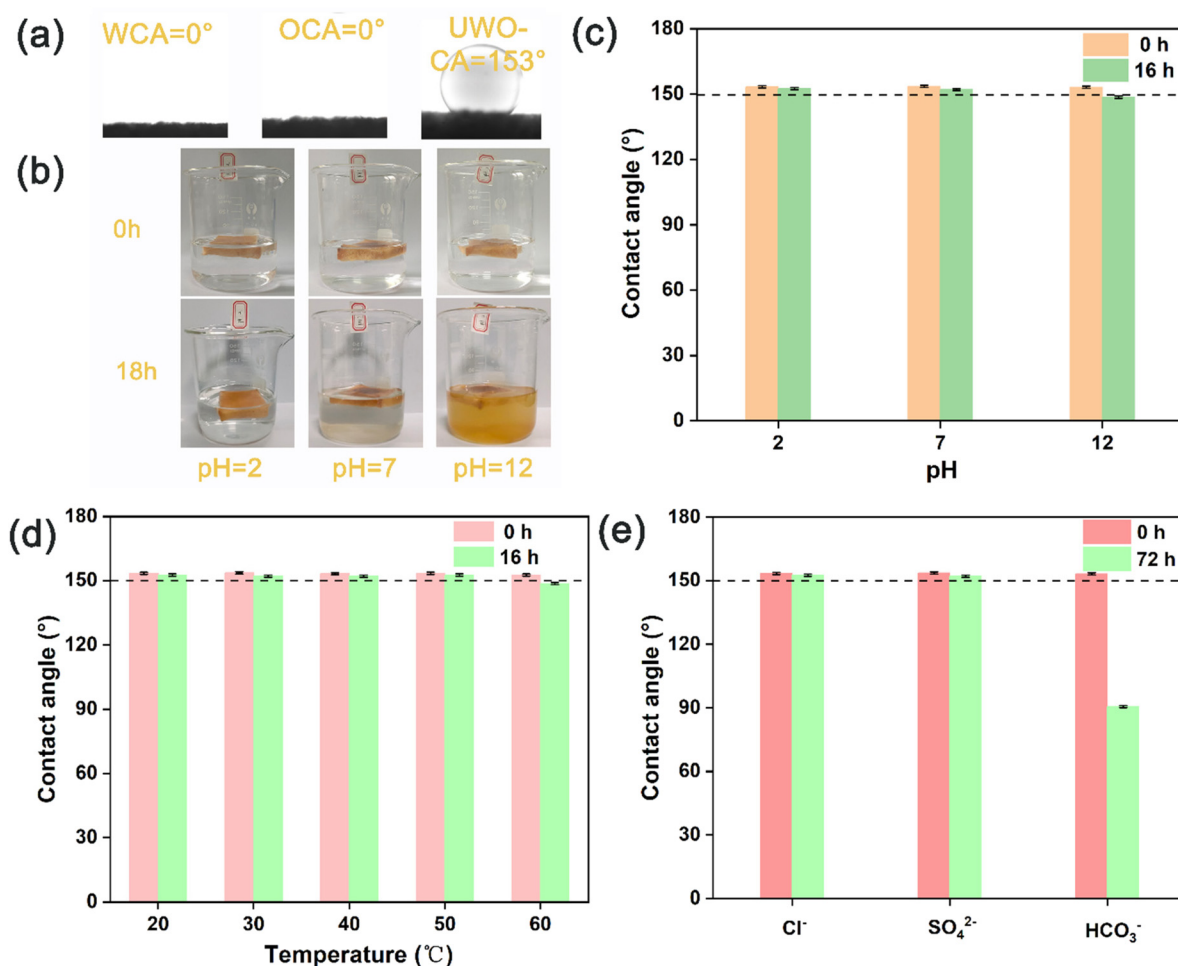 (a)
WCA=0°
OCA=0°
UWO-
CA=153°
(b)
0h
18h
pH=2
pH=7
pH=12
(c)
0 h
16 h
180
150
120
90
60
30
0
Contact angle (°)
2
7
12
pH
(d)
0 h
16 h
180
150
120
90
60
30
0
Contact angle (°)
20
30
40
50
60
Temperature (℃)
(e)
0 h
72 h
180
150
120
90
60
30
0
Contact angle (°)
Cl⁻
SO₄²⁻
HCO₃⁻